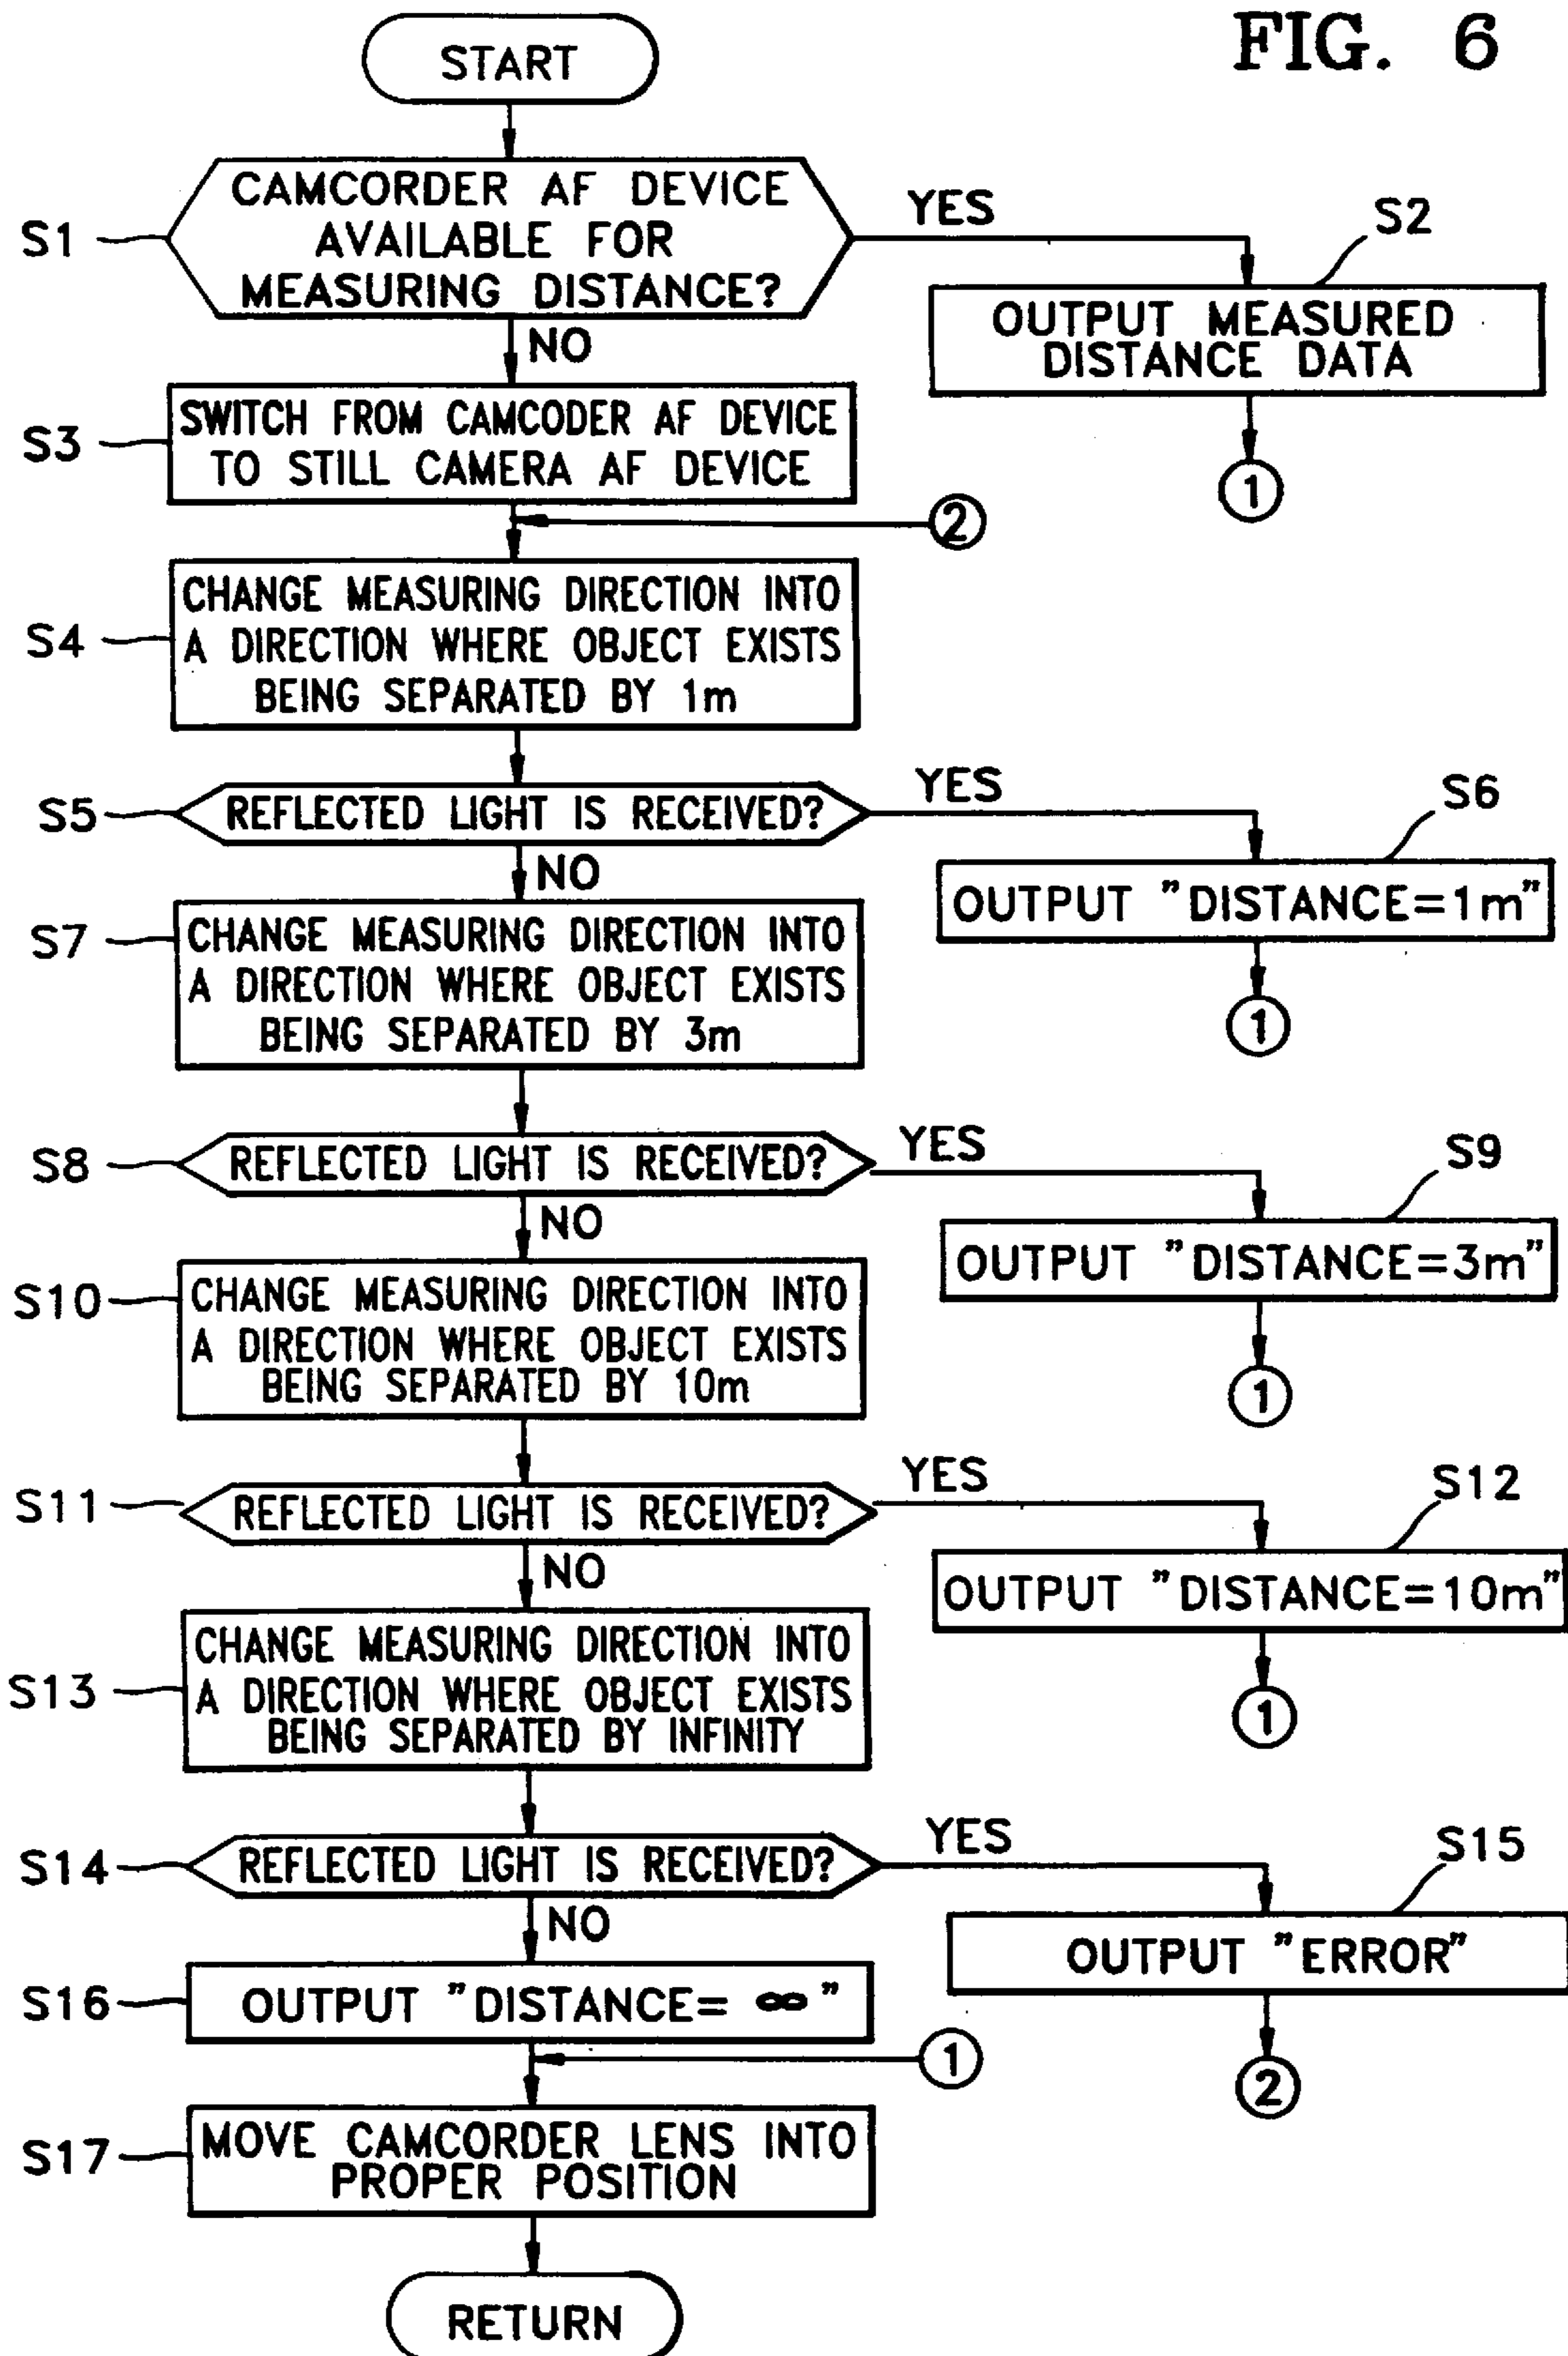 FIG. 6
START
S1
CAMCORDER AF DEVICE
AVAILABLE FOR
MEASURING DISTANCE?
YES
S2
OUTPUT MEASURED
DISTANCE DATA
1
NO
S3
SWITCH FROM CAMCODER AF DEVICE
TO STILL CAMERA AF DEVICE
2
S4
CHANGE MEASURING DIRECTION INTO
A DIRECTION WHERE OBJECT EXISTS
BEING SEPARATED BY 1m
S5
REFLECTED LIGHT IS RECEIVED?
YES
S6
OUTPUT "DISTANCE=1m"
1
NO
S7
CHANGE MEASURING DIRECTION INTO
A DIRECTION WHERE OBJECT EXISTS
BEING SEPARATED BY 3m
S8
REFLECTED LIGHT IS RECEIVED?
YES
S9
OUTPUT "DISTANCE=3m"
1
NO
S10
CHANGE MEASURING DIRECTION INTO
A DIRECTION WHERE OBJECT EXISTS
BEING SEPARATED BY 10m
S11
REFLECTED LIGHT IS RECEIVED?
YES
S12
OUTPUT "DISTANCE=10m"
1
NO
S13
CHANGE MEASURING DIRECTION INTO
A DIRECTION WHERE OBJECT EXISTS
BEING SEPARATED BY INFINITY
S14
REFLECTED LIGHT IS RECEIVED?
YES
S15
OUTPUT "ERROR"
2
NO
S16
OUTPUT "DISTANCE= ∞ "
1
S17
MOVE CAMCORDER LENS INTO
PROPER POSITION
RETURN